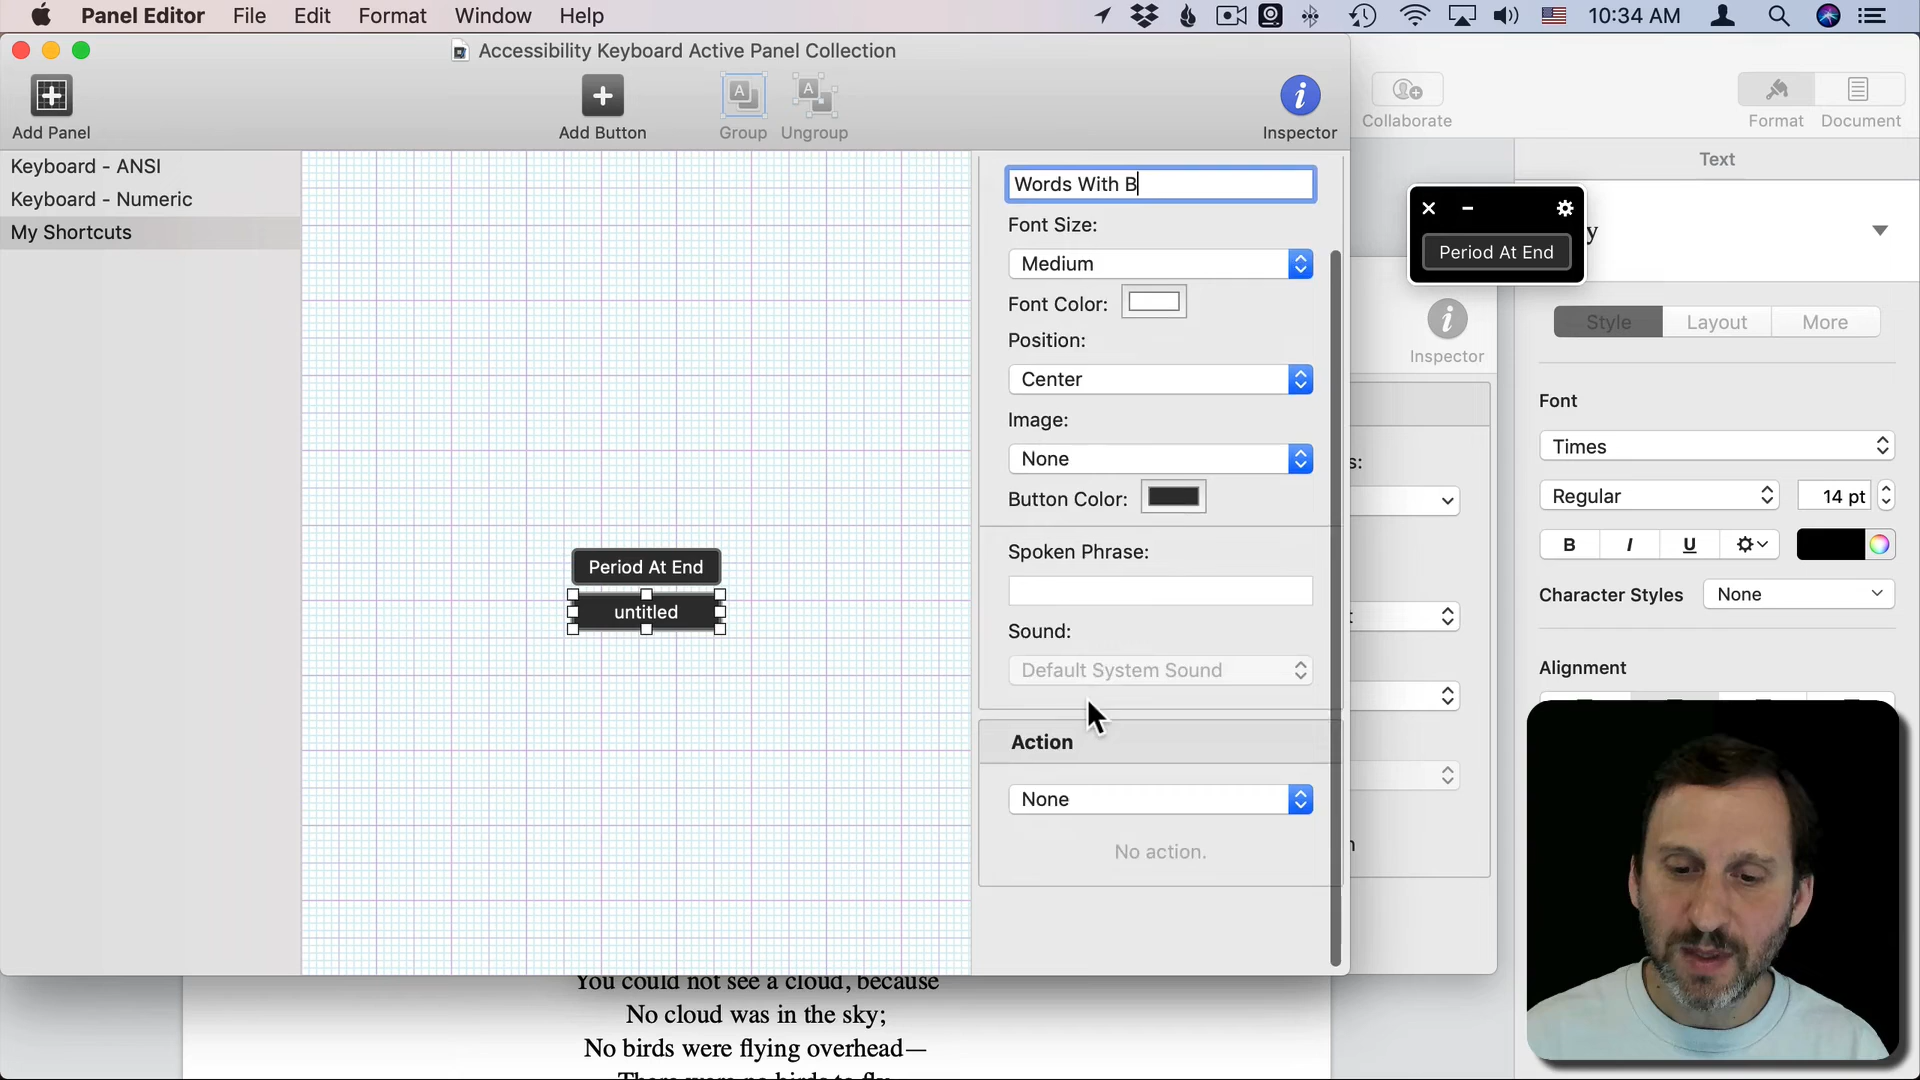 Panel Editor File Edit Format Window Help 10:34 AM
Accessibility Keyboard Active Panel Collection
Add Panel
Add Button
Group
Ungroup
Inspector
Keyboard - ANSI
Keyboard - Numeric
My Shortcuts
Period At End
untitled
Words With B
Font Size:
Medium
Font Color:
Position:
Center
Image:
None
Button Color:
Spoken Phrase:
Sound:
Default System Sound
Action
None
No action.
Collaborate
Format
Document
Text
Period At End
y
Inspector
Style
Layout
More
s:
Font
Times
Regular
14 pt
B I U
Character Styles
None
Alignment
You could not see a cloud, because
No cloud was in the sky;
No birds were flying overhead—